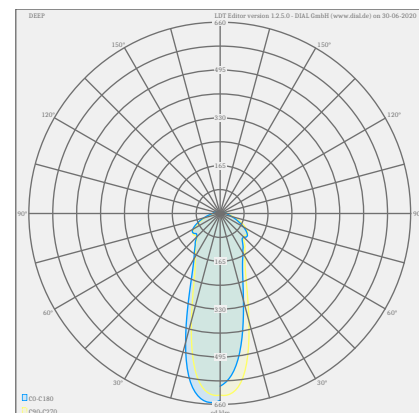 DEEP LDT Editor version 1.2.5.0 - DIAL GmbH (www.dial.de) on 30-06-2020
660
150° 150°
495
120° 330 120°
165
90° 90°
165
60° 330 60°
495
30° 30°
660
C0-C180
C90-C270